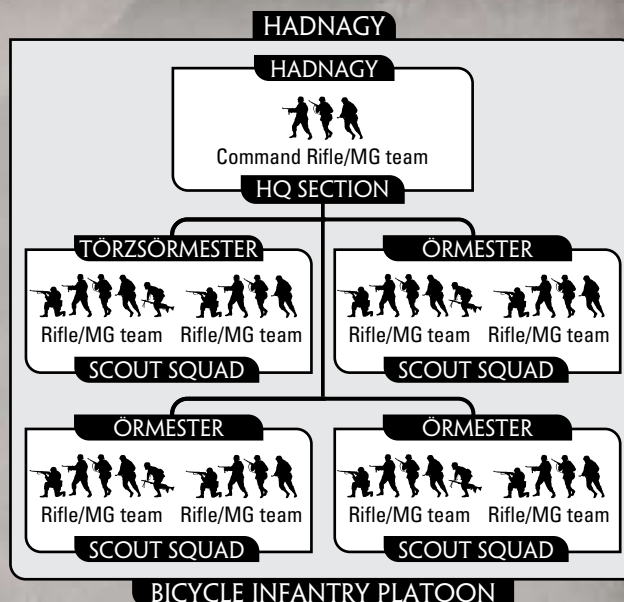 HADNAGY
HADNAGY
Command Rifle/MG team
HQ SECTION
TÖRZSÖRMESTER
Rifle/MG team Rifle/MG team
SCOUT SQUAD
ÖRMESTER
Rifle/MG team Rifle/MG team
SCOUT SQUAD
ÖRMESTER
Rifle/MG team Rifle/MG team
SCOUT SQUAD
ÖRMESTER
Rifle/MG team Rifle/MG team
SCOUT SQUAD
BICYCLE INFANTRY PLATOON